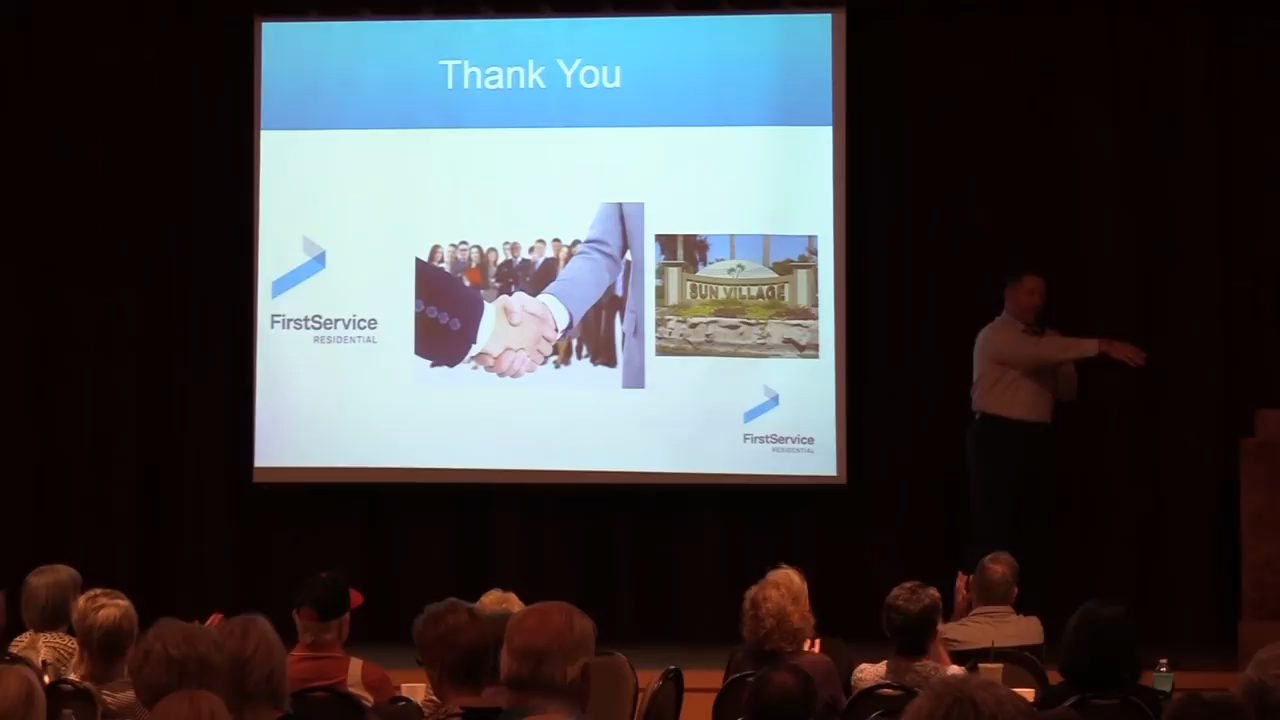 Thank You
FirstService
RESIDENTIAL
SUN VILLAGE
FirstService
RESIDENTIAL